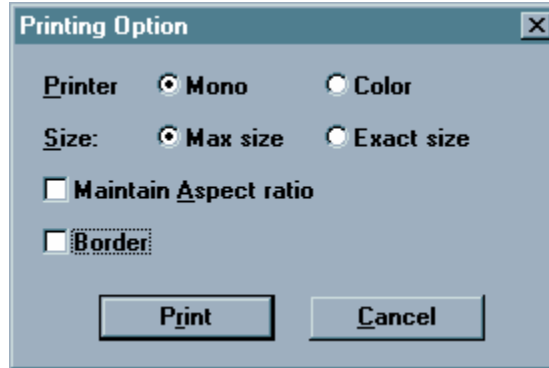 Printing Option
Printer Mono Color
Size: Max size Exact size
Maintain Aspect ratio
Border
Print Cancel